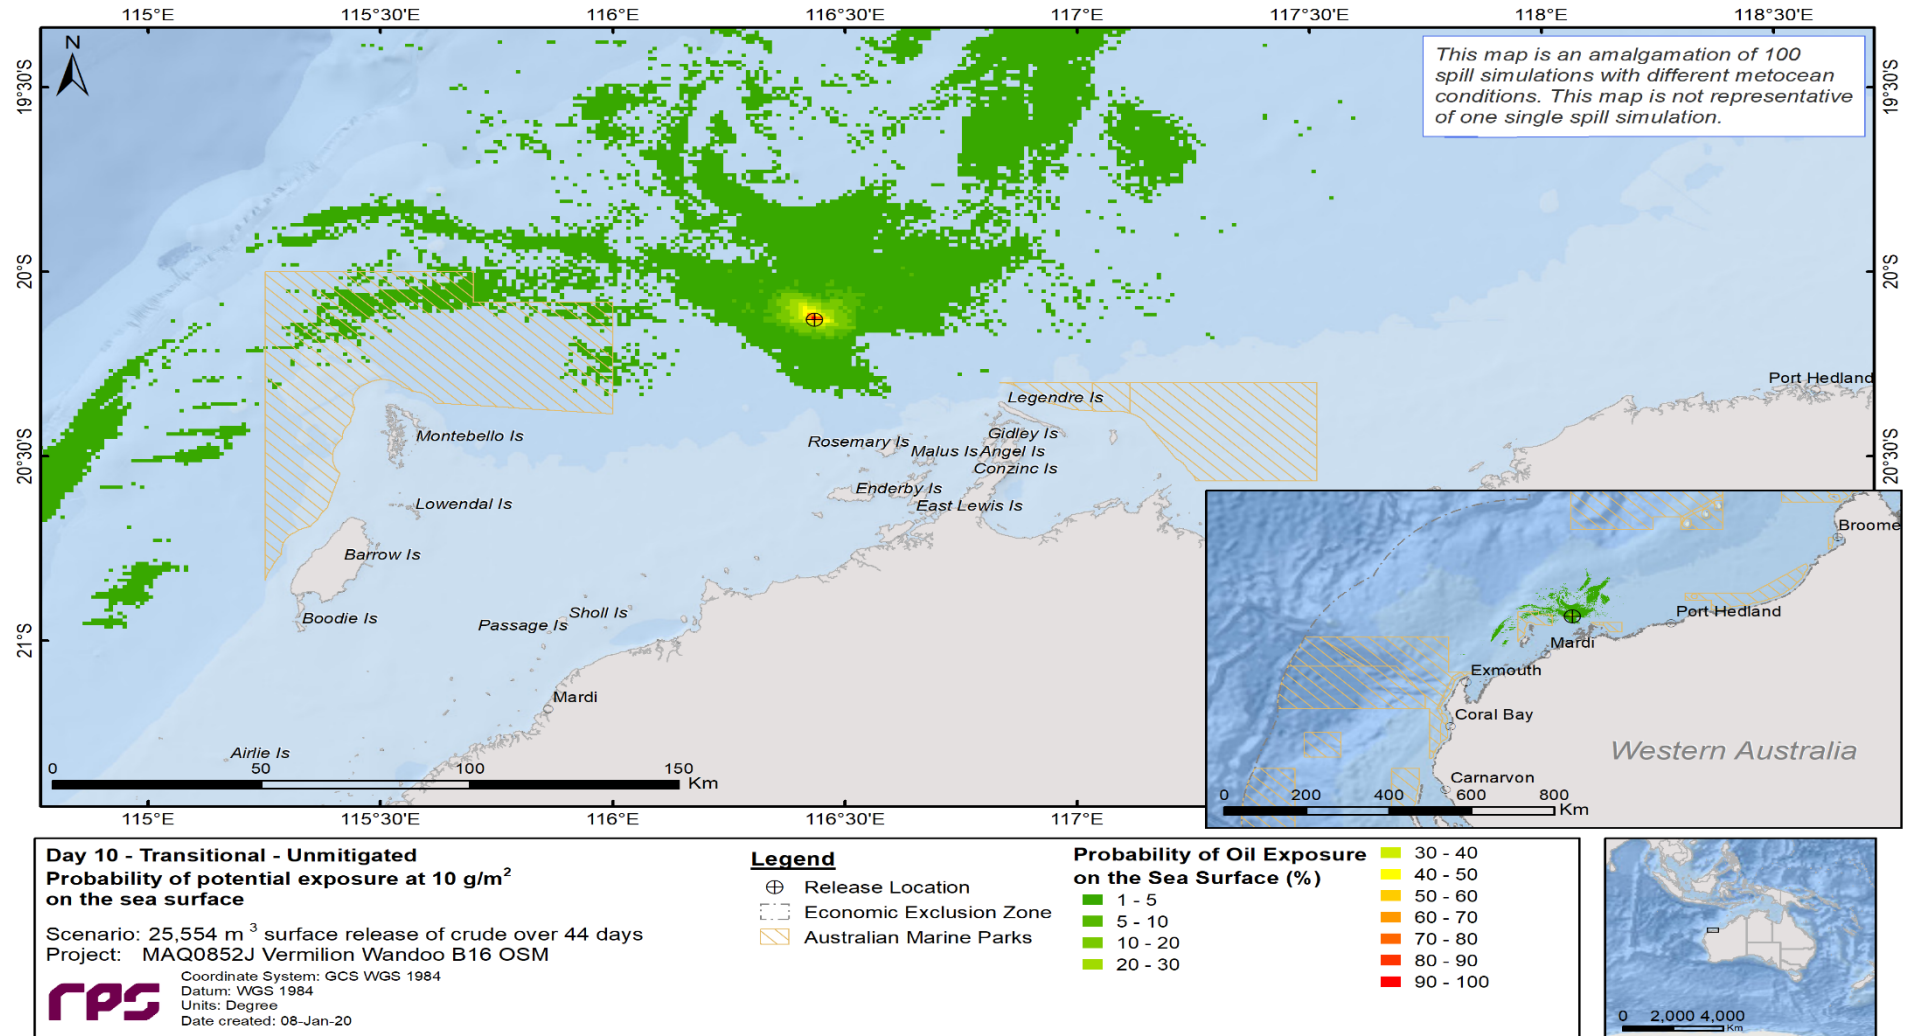 115°E 115°30'E 116°E 116°30'E 117°E 117°30'E 118°E 118°30'E
N
This map is an amalgamation of 100
spill simulations with different metocean
conditions. This map is not representative
of one single spill simulation.
19°30'S
19°30'S
20°S
20°S
20°30'S
20°30'S
21°S
Port Hedland
Legendre Is
Montebello Is
Rosemary Is
Gidley Is
Malus Is
Angel Is
Conzinc Is
Enderby Is
East Lewis Is
Lowendal Is
Barrow Is
Boodie Is
Passage Is
Sholl Is
Mardi
Airlie Is
0 50 100 150 Km
Broome
Port Hedland
Mardi
Exmouth
Coral Bay
Western Australia
Carnarvon
0 200 400 600 800 Km
115°E 115°30'E 116°E 116°30'E 117°E
Day 10 - Transitional - Unmitigated
Probability of potential exposure at 10 g/m²
on the sea surface
Scenario: 25,554 m³ surface release of crude over 44 days
Project: MAQ0852J Vermilion Wandoo B16 OSM
rps
Coordinate System: GCS WGS 1984
Datum: WGS 1984
Units: Degree
Date created: 08-Jan-20
Legend
Release Location
Economic Exclusion Zone
Australian Marine Parks
Probability of Oil Exposure
on the Sea Surface (%)
1 - 5
5 - 10
10 - 20
20 - 30
30 - 40
40 - 50
50 - 60
60 - 70
70 - 80
80 - 90
90 - 100
0 2,000 4,000 Km